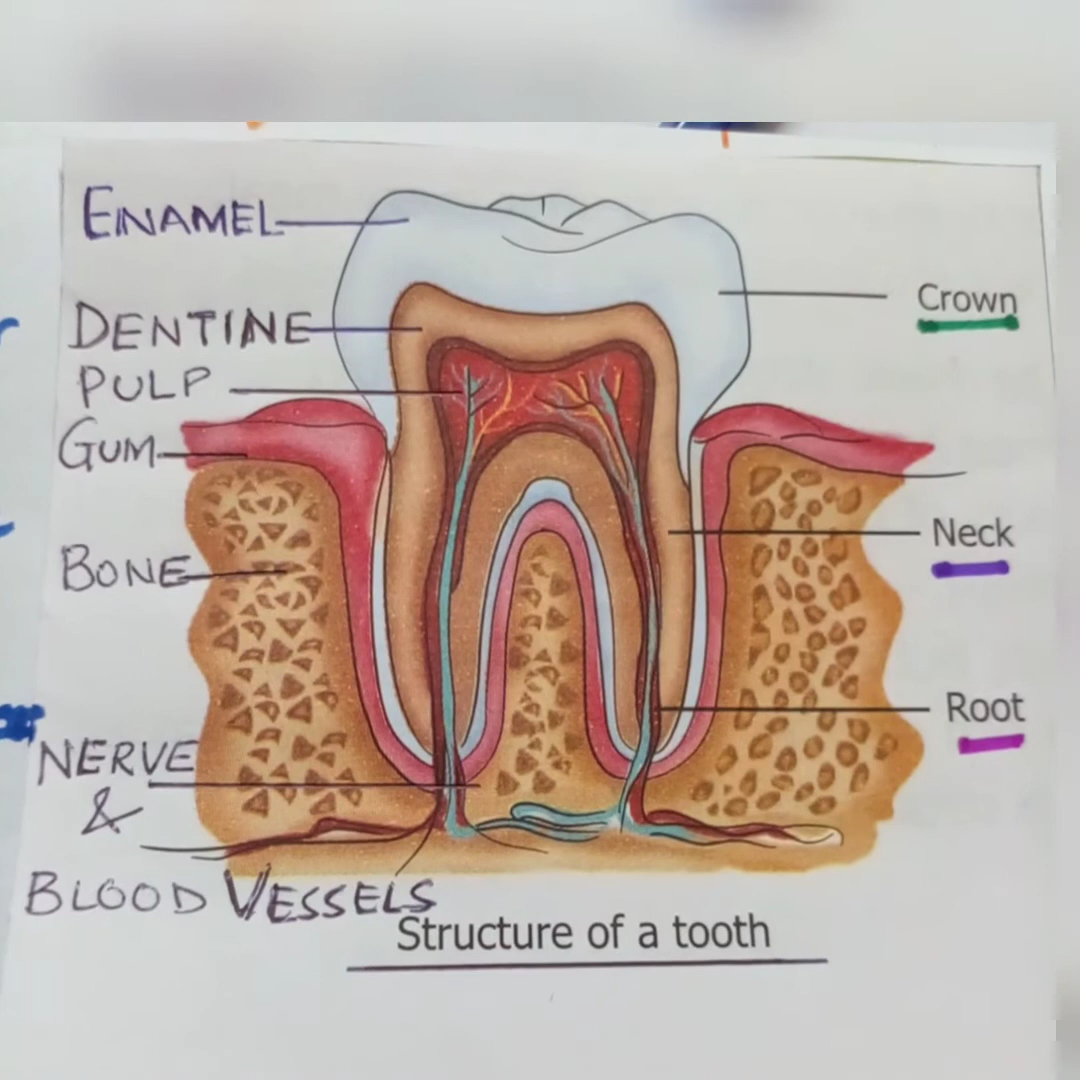 ENAMEL
Crown
DENTINE
PULP
GUM
Neck
BONE
Root
NERVE
&
BLOOD VESSELS
Structure of a tooth